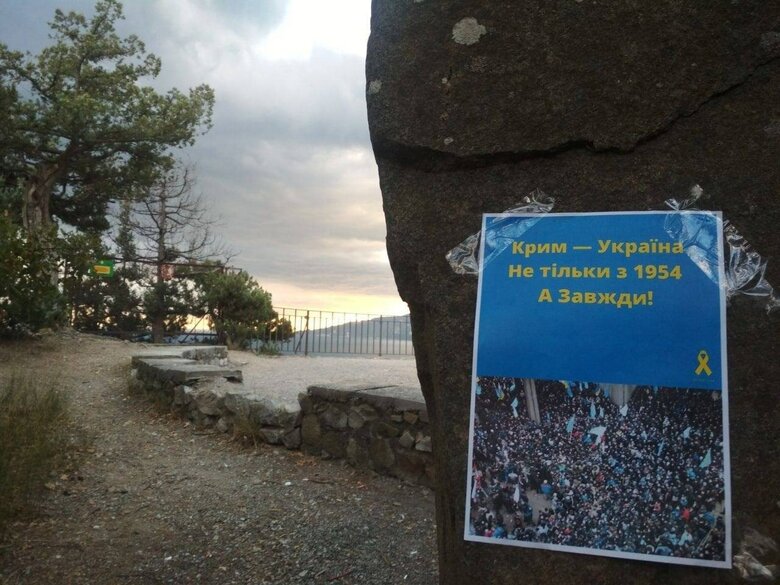 Крим — Україна
Не тільки з 1954
А Завжди!